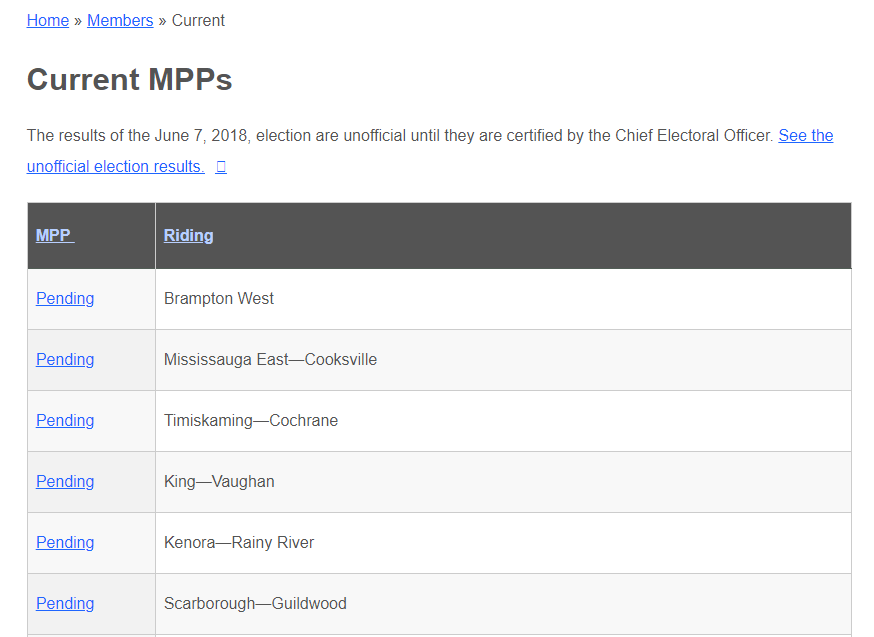 Home » Members » Current
Current MPPs
The results of the June 7, 2018, election are unofficial until they are certified by the Chief Electoral Officer. See the
unofficial election results.
MPP Riding
Pending Brampton West
Pending Mississauga East—Cooksville
Pending Timiskaming—Cochrane
Pending King—Vaughan
Pending Kenora—Rainy River
Pending Scarborough—Guildwood